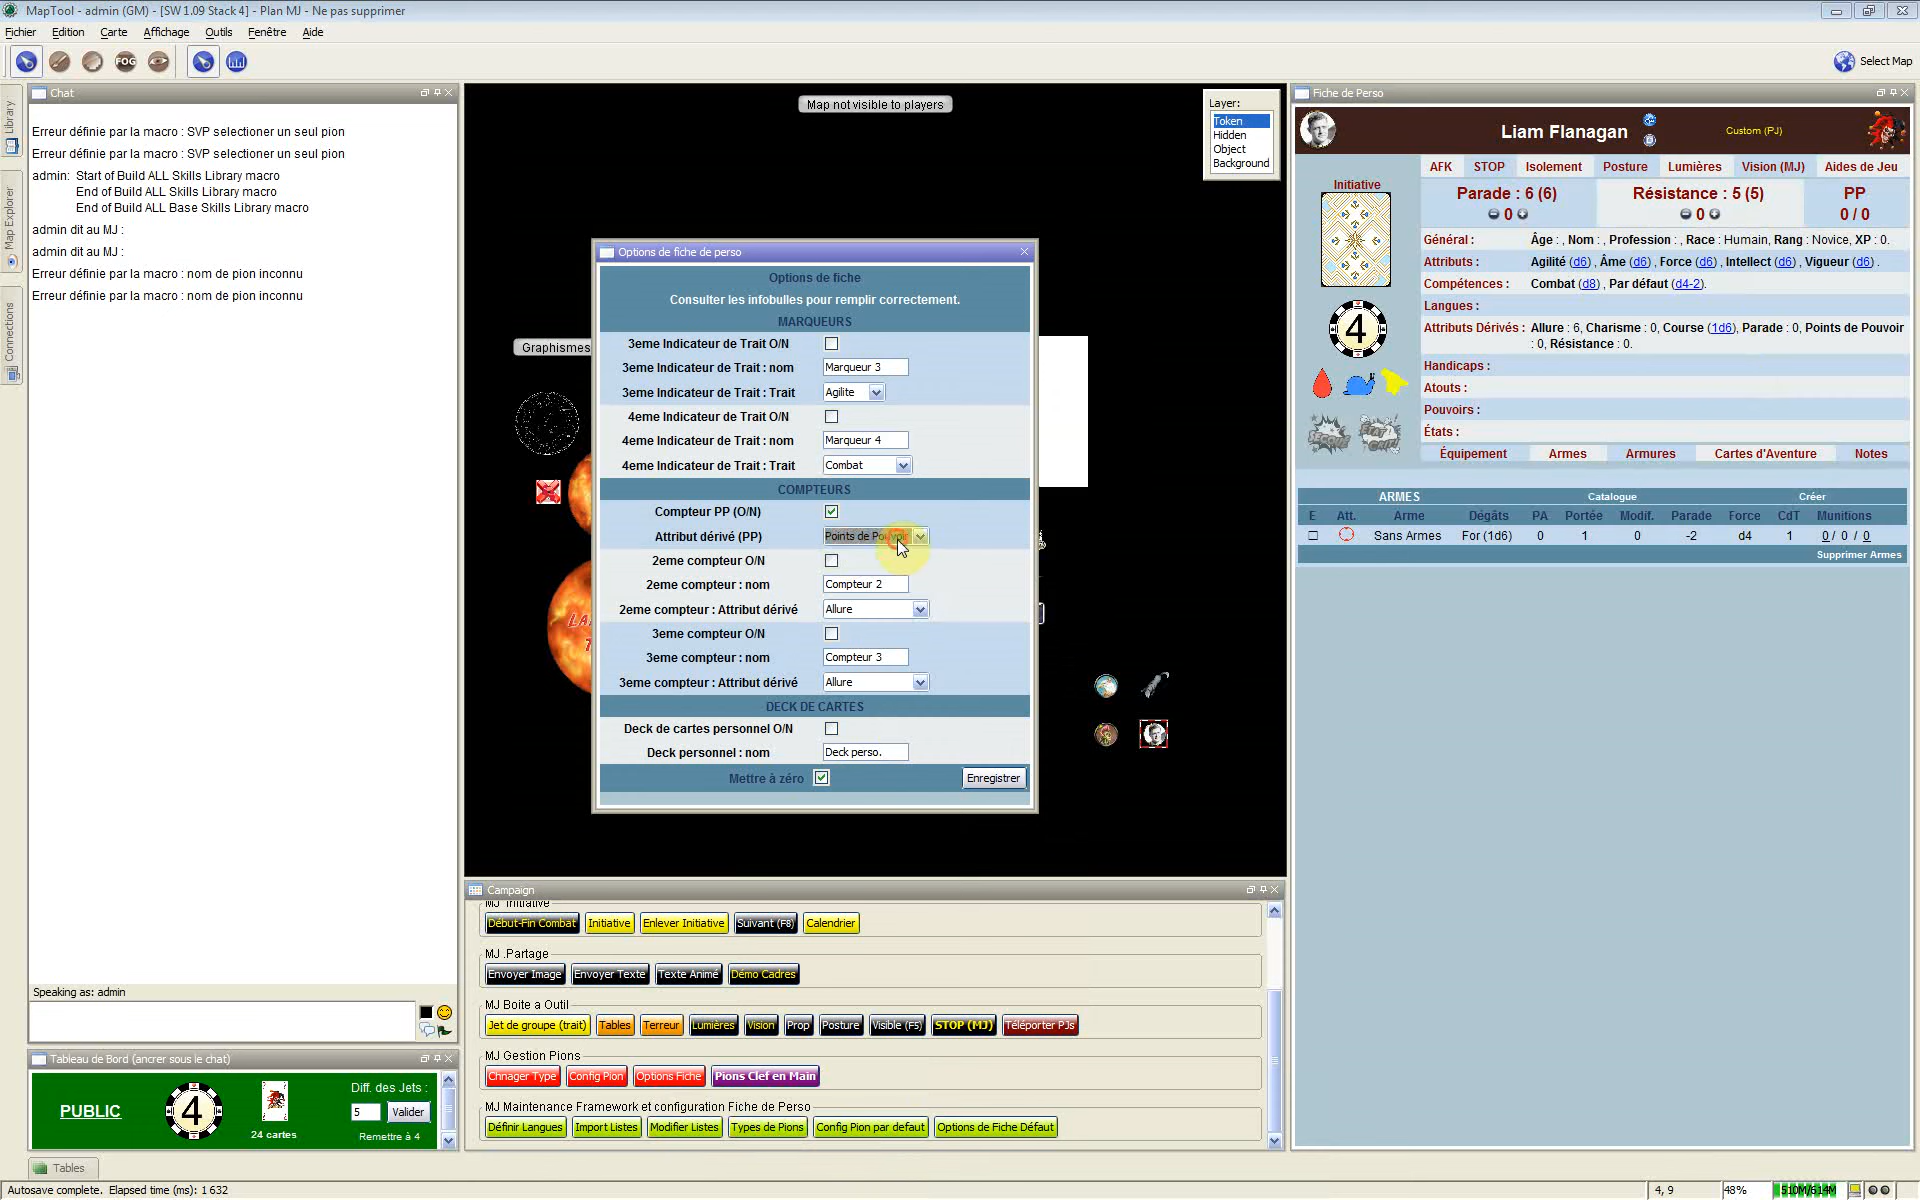 MapTool - admin (GM) - [SW 1.09 Stack 4] - Plan MJ - Ne pas supprimer
Fichier Edition Carte Affichage Outils Fenêtre Aide
FOG
Select Map
Library
Map Explorer
Connections
Chat
Erreur définie par la macro : SVP selectioner un seul pion
Erreur définie par la macro : SVP selectioner un seul pion
admin: Start of Build ALL Skills Library macro
End of Build ALL Skills Library macro
End of Build ALL Base Skills Library macro
admin dit au MJ :
admin dit au MJ :
Erreur définie par la macro : nom de pion inconnu
Erreur définie par la macro : nom de pion inconnu
Speaking as: admin
Tableau de Bord (ancrer sous le chat)
PUBLIC
4
24 cartes
Diff. des Jets :
5 Valider
Remettre à 4
Tables
Autosave complete. Elapsed time (ms): 1 632
Map not visible to players
Layer:
Token
Hidden
Object
Background
Graphismes
Options de fiche de perso
Options de fiche
Consulter les infobulles pour remplir correctement.
MARQUEURS
3eme Indicateur de Trait O/N
3eme Indicateur de Trait : nom Marqueur 3
3eme Indicateur de Trait : Trait Agilite
4eme Indicateur de Trait O/N
4eme Indicateur de Trait : nom Marqueur 4
4eme Indicateur de Trait : Trait Combat
COMPTEURS
Compteur PP (O/N)
Attribut dérivé (PP) Points de Pouvoir
2eme compteur O/N
2eme compteur : nom Compteur 2
2eme compteur : Attribut dérivé Allure
3eme compteur O/N
3eme compteur : nom Compteur 3
3eme compteur : Attribut dérivé Allure
DECK DE CARTES
Deck de cartes personnel O/N
Deck personnel : nom Deck perso.
Mettre à zéro Enregistrer
Campaign
MJ Initiative
Début-Fin Combat Initiative Enlever Initiative Suivant (F8) Calendrier
MJ .Partage
Envoyer Image Envoyer Texte Texte Animé Démo Cadres
MJ Boite a Outil
Jet de groupe (trait) Tables Terreur Lumières Vision Prop Posture Visible (F5) STOP (MJ) Téléporter PJs
MJ Gestion Pions
Chnager Type Config Pion Options Fiche Pions Clef en Main
MJ Maintenance Framework et configuration Fiche de Perso
Définir Langues Import Listes Modifier Listes Types de Pions Config Pion par defaut Options de Fiche Défaut
Fiche de Perso
Liam Flanagan Custom (PJ)
AFK STOP Isolement Posture Lumières Vision (MJ) Aides de Jeu
Initiative
Parade : 6 (6) Résistance : 5 (5) PP
0 0 0 / 0
Général : Âge : , Nom : , Profession : , Race : Humain, Rang : Novice, XP : 0.
Attributs : Agilité (d6) , Âme (d6) , Force (d6) , Intellect (d6) , Vigueur (d6) .
Compétences : Combat (d8) , Par défaut (d4-2).
Langues :
Attributs Dérivés : Allure : 6, Charisme : 0, Course (1d6), Parade : 0, Points de Pouvoir
: 0, Résistance : 0.
4
Handicaps :
Atouts :
Pouvoirs :
États :
SECOUÉ
Équipement Armes Armures Cartes d'Aventure Notes
ARMES Catalogue Créer
E Att. Arme Dégâts PA Portée Modif. Parade Force CdT Munitions
Sans Armes For (1d6) 0 1 0 -2 d4 1 0 / 0 / 0
Supprimer Armes
4, 9 48% 510M/614M